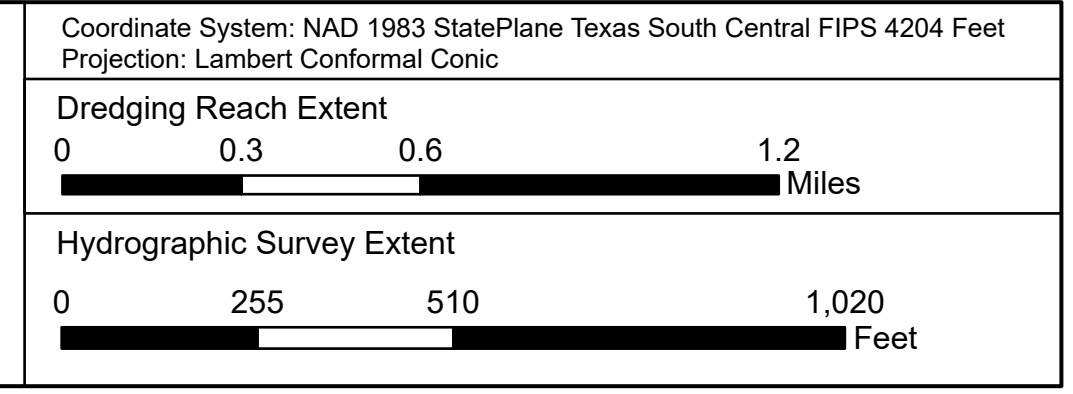 Coordinate System: NAD 1983 StatePlane Texas South Central FIPS 4204 Feet
Projection: Lambert Conformal Conic
Dredging Reach Extent
0 0.3 0.6 1.2
Miles
Hydrographic Survey Extent
0 255 510 1,020
Feet